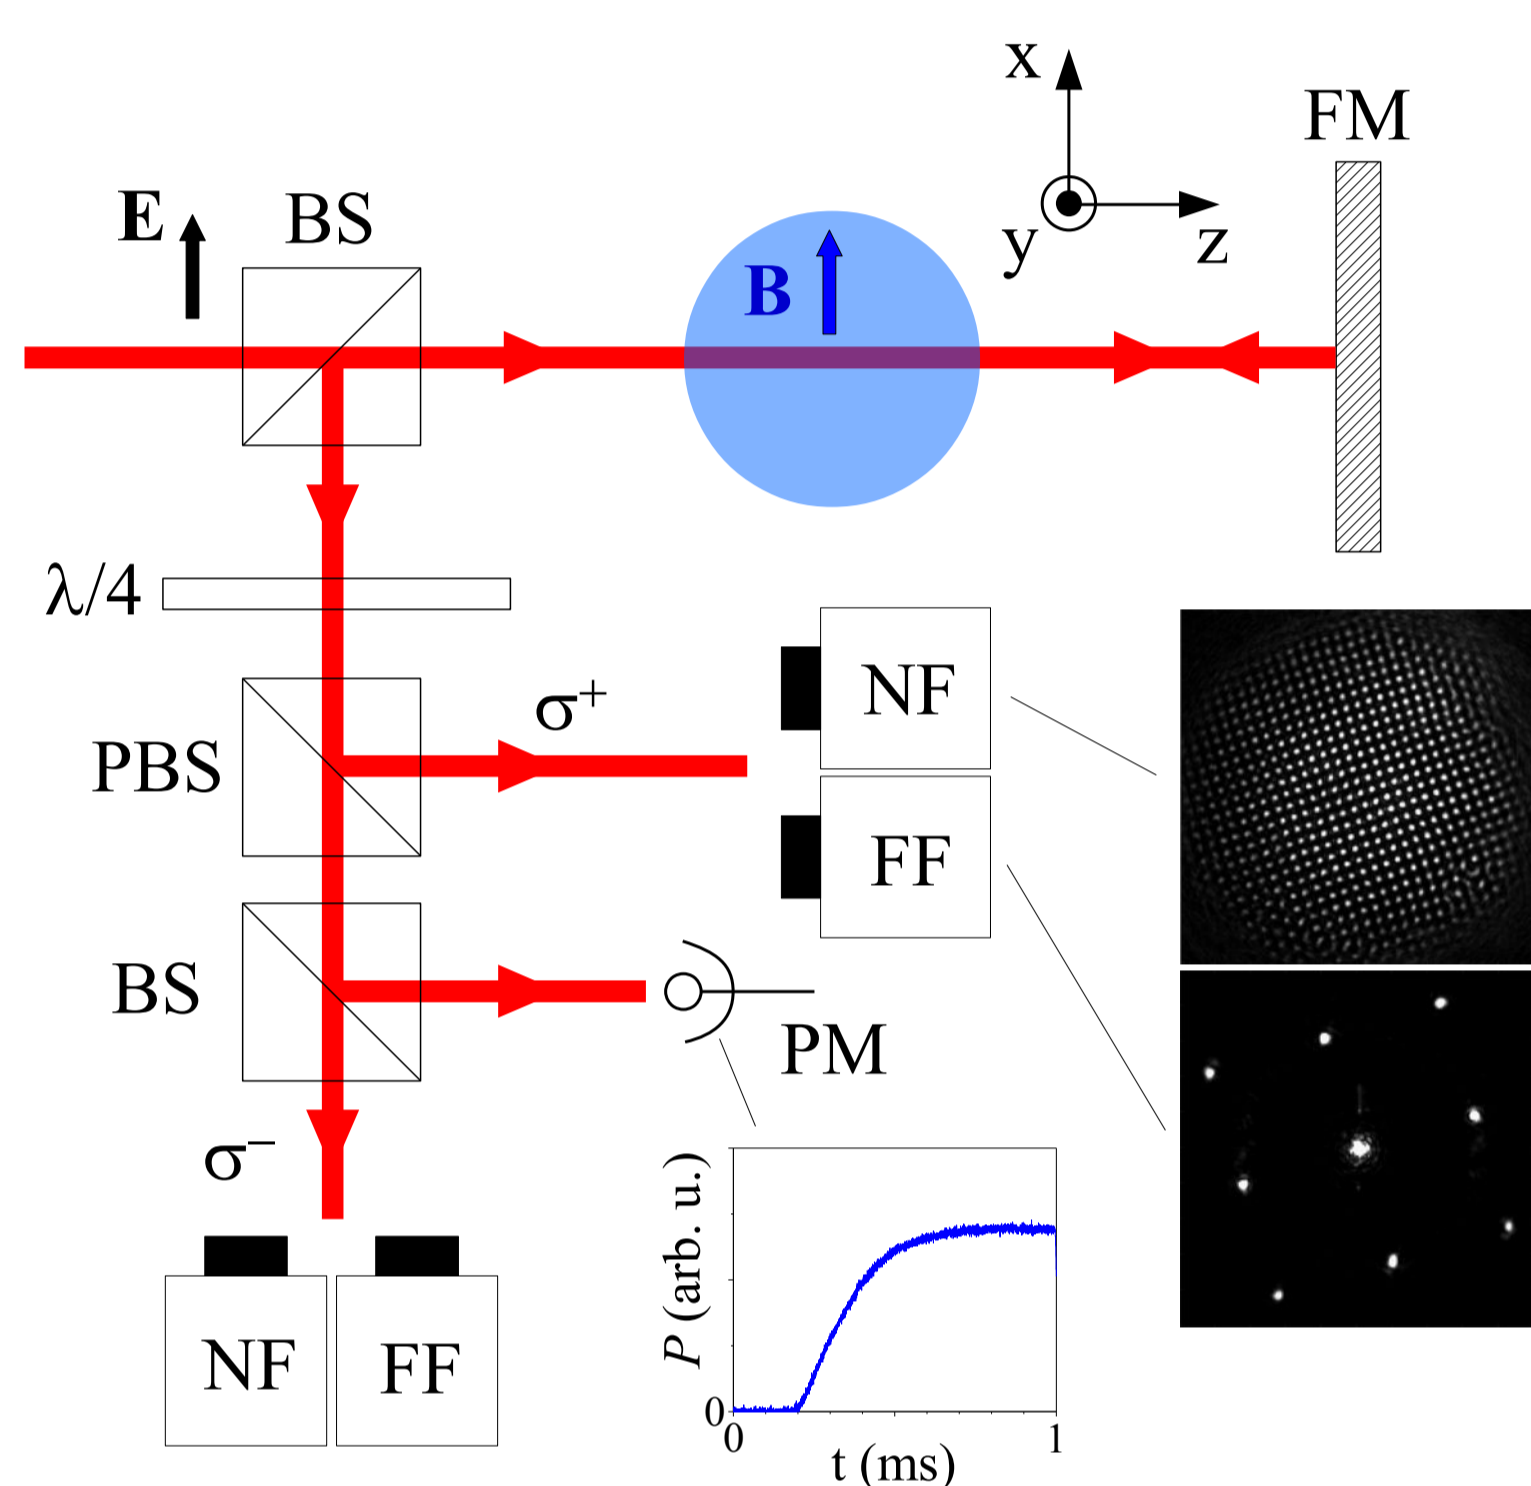 x
FM
E
BS
B
y
z
λ/4
NF
σ⁺
PBS
FF
BS
PM
σ⁻
P (arb. u.)
NF
FF
0
0
1
t (ms)